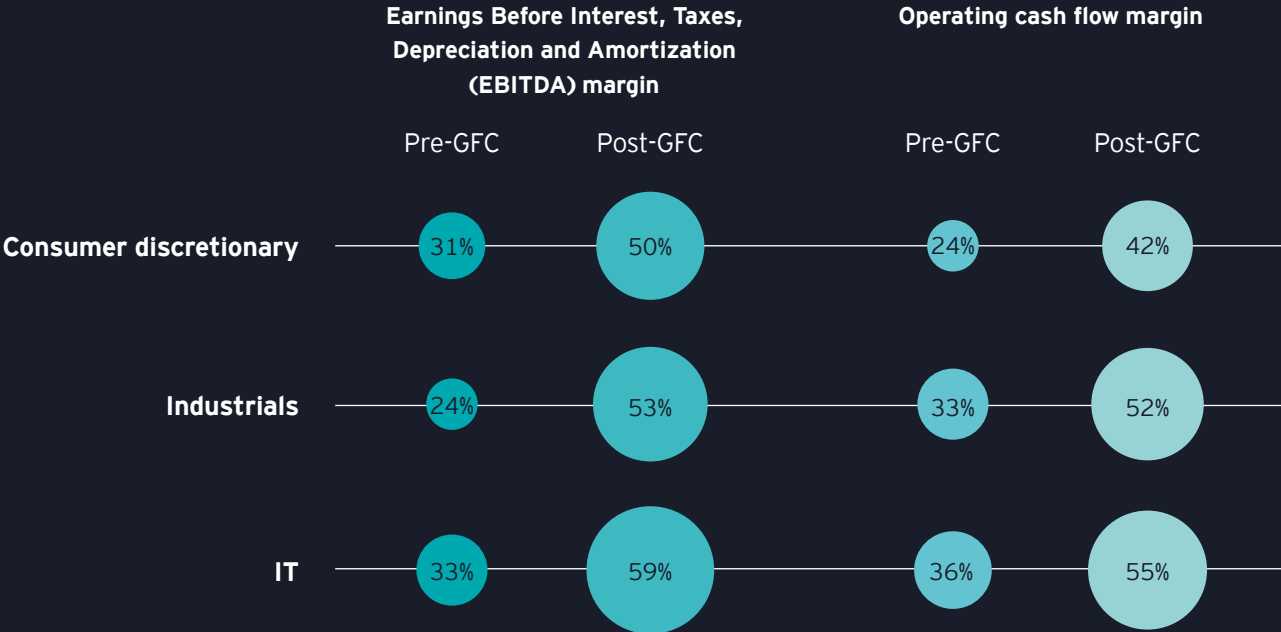 Earnings Before Interest, Taxes,
Depreciation and Amortization
(EBITDA) margin
Operating cash flow margin
Pre-GFC Post-GFC Pre-GFC Post-GFC
Consumer discretionary 31% 50% 24% 42%
Industrials 24% 53% 33% 52%
IT 33% 59% 36% 55%